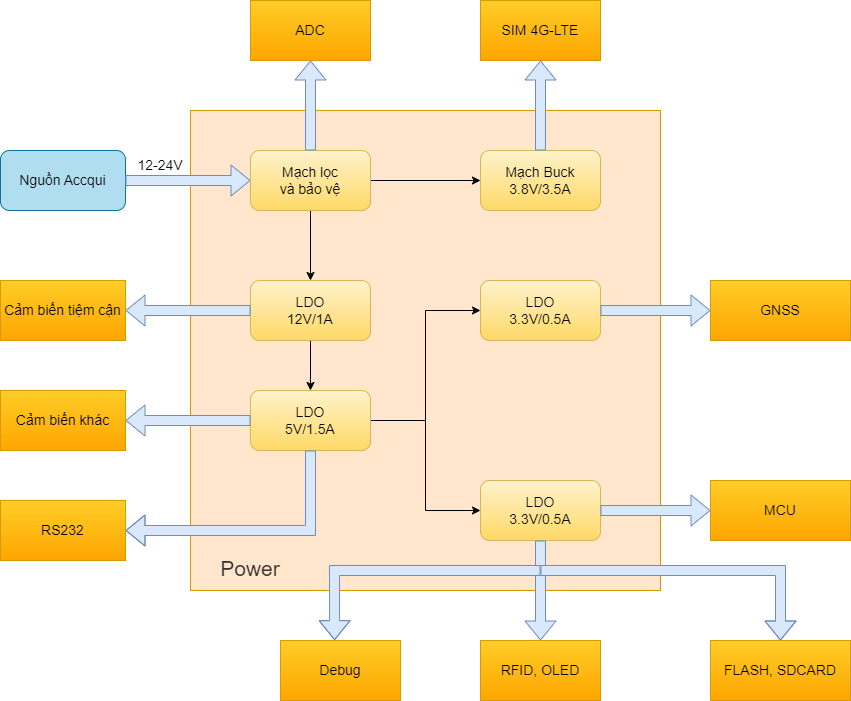 ADC
SIM 4G-LTE
Nguồn Accqui
12-24V
Mạch lọc
và bảo vệ
Mạch Buck
3.8V/3.5A
Cảm biến tiệm cận
LDO
12V/1A
LDO
3.3V/0.5A
GNSS
Cảm biến khác
LDO
5V/1.5A
RS232
LDO
3.3V/0.5A
MCU
Power
Debug
RFID, OLED
FLASH, SDCARD